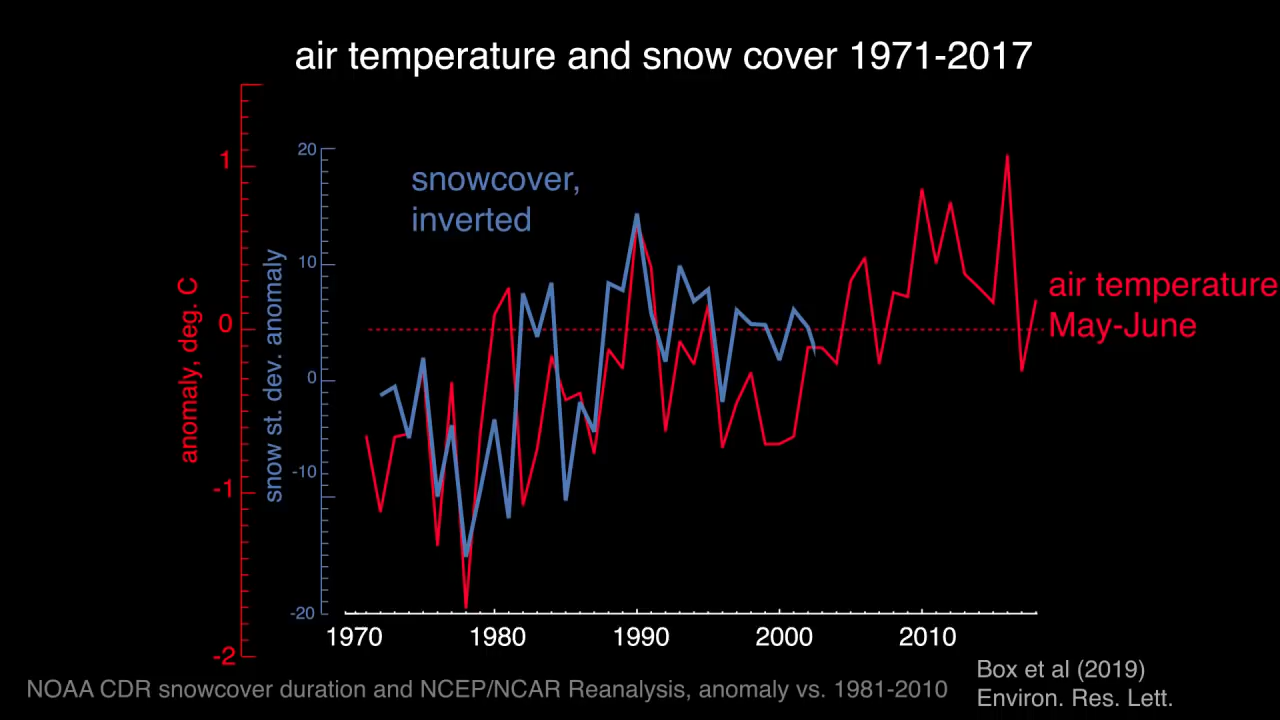 air temperature and snow cover 1971-2017
1
0
-1
-2
anomaly, deg. C
20
10
0
-10
-20
snow st. dev. anomaly
snowcover,
inverted
air temperature
May-June
1970 1980 1990 2000 2010
NOAA CDR snowcover duration and NCEP/NCAR Reanalysis, anomaly vs. 1981-2010
Box et al (2019)
Environ. Res. Lett.